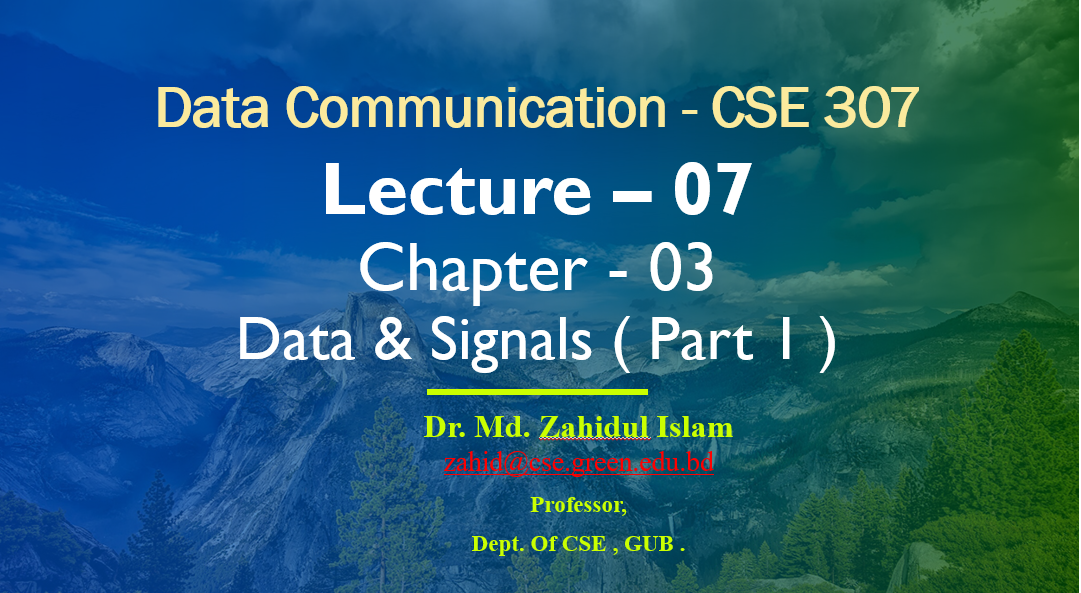 Data Communication - CSE 307
Lecture – 07
Chapter - 03
Data & Signals ( Part 1 )
Dr. Md. Zahidul Islam
zahid@cse.green.edu.bd
Professor,
Dept. Of CSE , GUB .